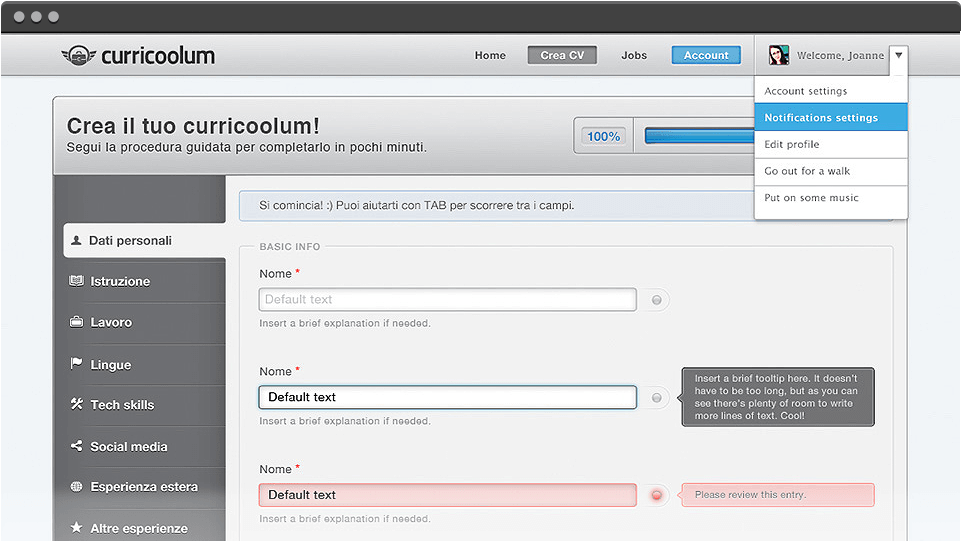 curricoolum
Home
Crea CV
Jobs
Account
Welcome, Joanne
Account settings
Notifications settings
Edit profile
Go out for a walk
Put on some music
Crea il tuo curricoolum!
Segui la procedura guidata per completarlo in pochi minuti.
100%
Dati personali
Istruzione
Lavoro
Lingue
Tech skills
Social media
Esperienza estera
Altre esperienze
Si comincia! :) Puoi aiutarti con TAB per scorrere tra i campi.
BASIC INFO
Nome *
Default text
Insert a brief explanation if needed.
Nome *
Default text
Insert a brief explanation if needed.
Insert a brief tooltip here. It doesn't
have to be too long, but as you can
see there's plenty of room to write
more lines of text. Cool!
Nome *
Default text
Please review this entry.
Insert a brief explanation if needed.